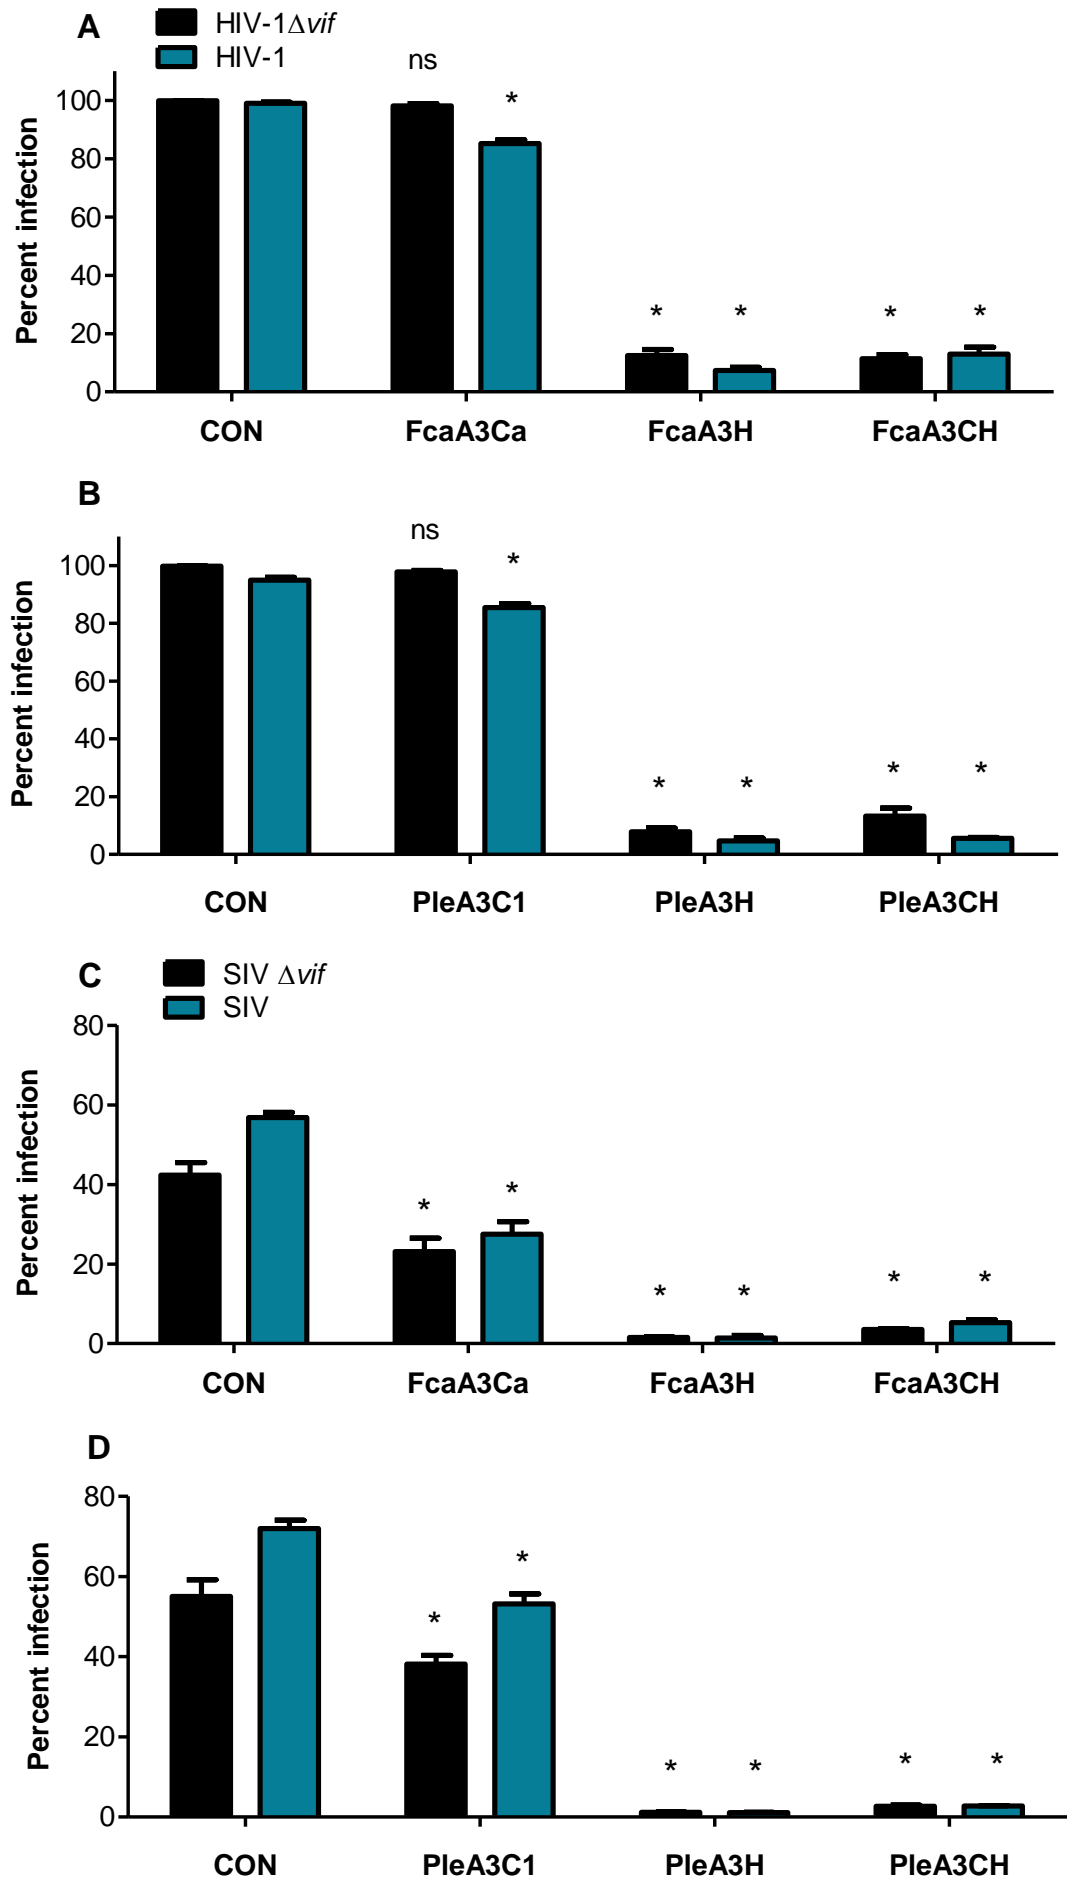 A
HIV-1Δvif
HIV-1
ns
*
Percent infection
100
80
60
40
20
0
* * * *
CON FcaA3Ca FcaA3H FcaA3CH
B
ns
*
Percent infection
100
80
60
40
20
0
* * * *
CON PleA3C1 PleA3H PleA3CH
C
SIV Δvif
SIV
Percent infection
80
60
40
20
0
* * * * * *
CON FcaA3Ca FcaA3H FcaA3CH
D
Percent infection
80
60
40
20
0
* * * * * *
CON PleA3C1 PleA3H PleA3CH